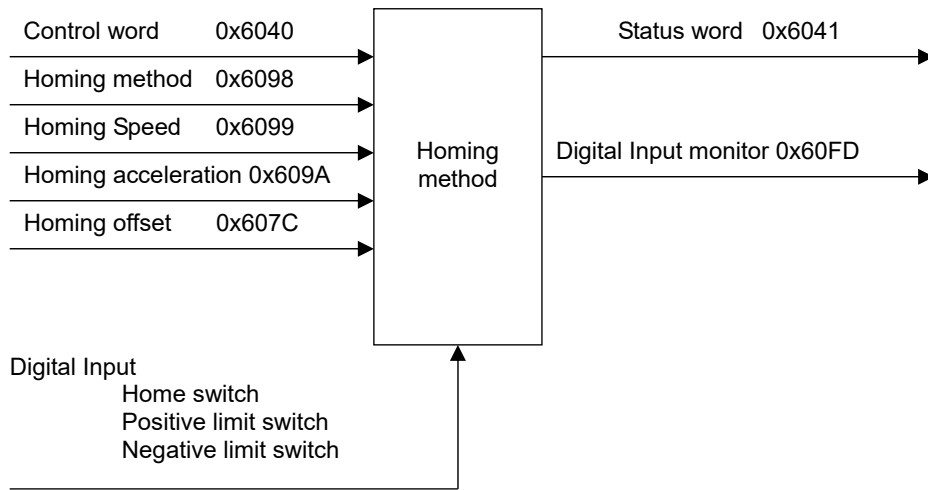 Control word 0x6040
Homing method 0x6098
Homing Speed 0x6099
Homing acceleration 0x609A
Homing offset 0x607C
Homing
method
Status word 0x6041
Digital Input monitor 0x60FD
Digital Input
Home switch
Positive limit switch
Negative limit switch